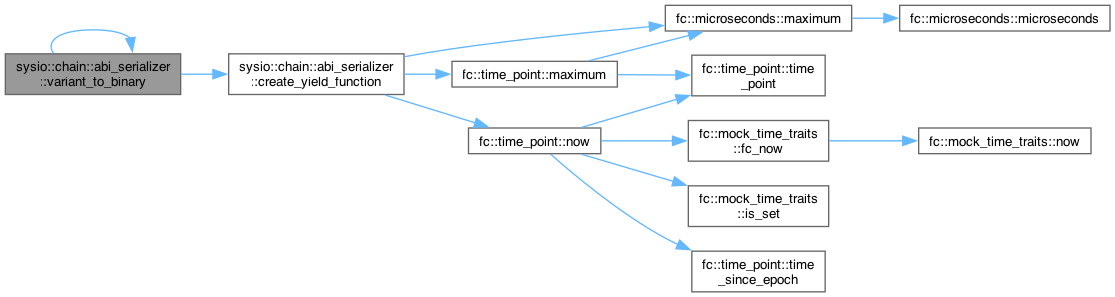 sysio::chain::abi_serializer
::variant_to_binary
sysio::chain::abi_serializer
::create_yield_function
fc::microseconds::maximum
fc::microseconds::microseconds
fc::time_point::maximum
fc::time_point::time
_point
fc::time_point::now
fc::mock_time_traits
::fc_now
fc::mock_time_traits::now
fc::mock_time_traits
::is_set
fc::time_point::time
_since_epoch